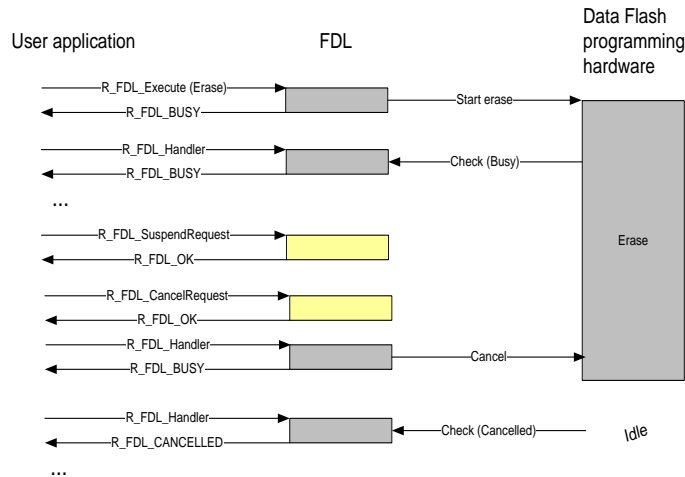 User application
FDL
Data Flash
programming
hardware
R_FDL_Execute (Erase)
R_FDL_BUSY
Start erase
R_FDL_Handler
R_FDL_BUSY
Check (Busy)
...
R_FDL_SuspendRequest
R_FDL_OK
Erase
R_FDL_CancelRequest
R_FDL_OK
R_FDL_Handler
R_FDL_BUSY
Cancel
R_FDL_Handler
R_FDL_CANCELLED
Check (Cancelled)
Idle
...